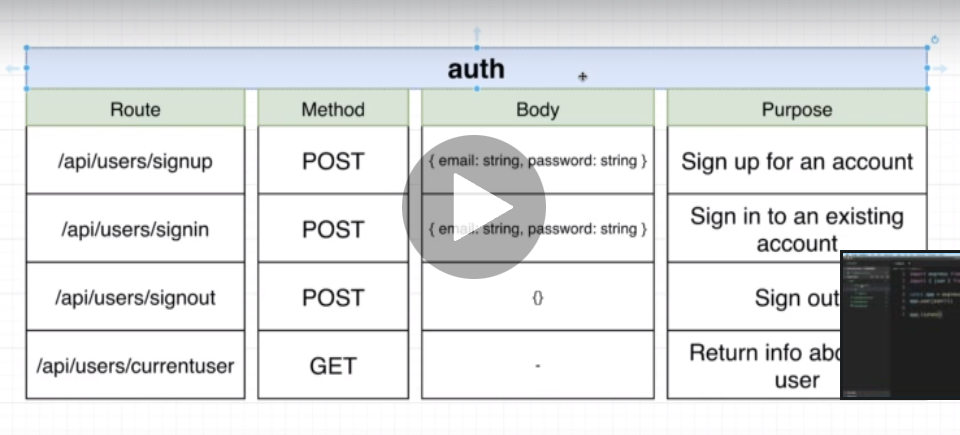 auth
Route Method Body Purpose
/api/users/signup POST { email: string, password: string } Sign up for an account
/api/users/signin POST { email: string, password: string } Sign in to an existing
account
/api/users/signout POST {} Sign out
/api/users/currentuser GET - Return info
user